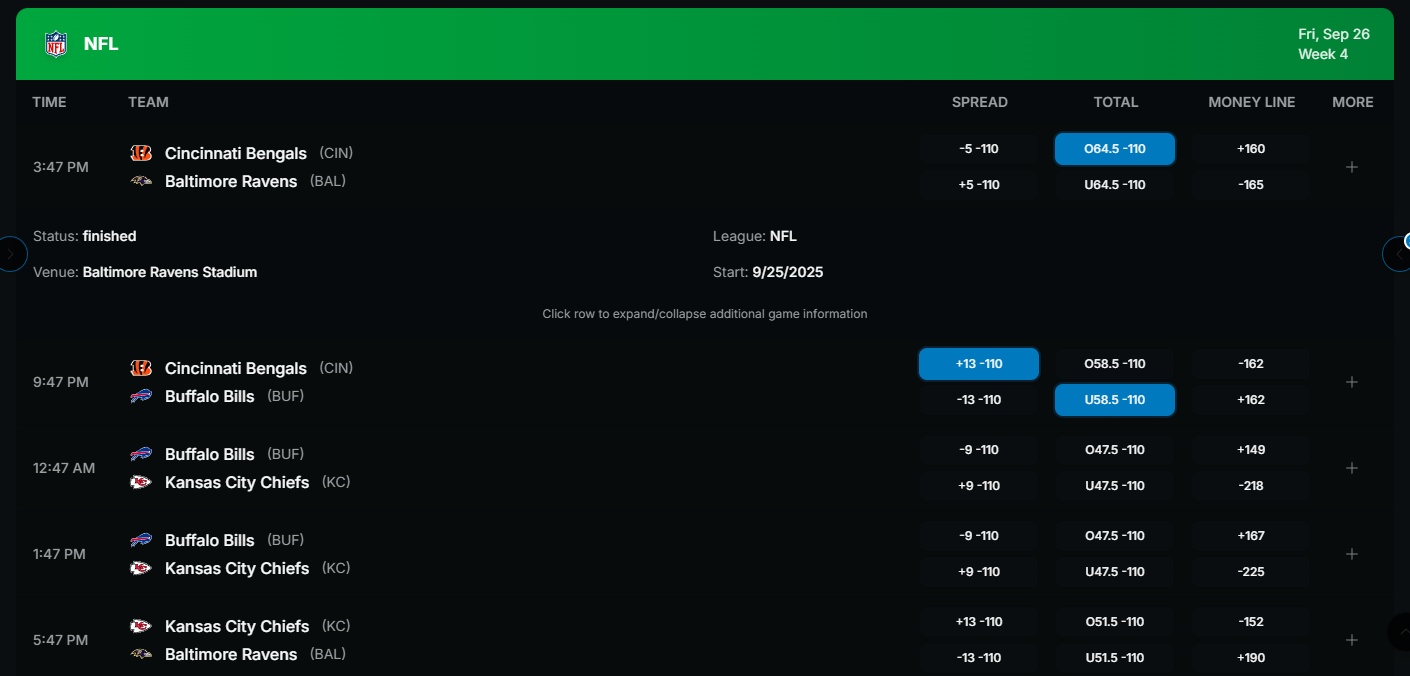 NFL
Fri, Sep 26
Week 4
TIME TEAM SPREAD TOTAL MONEY LINE MORE
3:47 PM
Cincinnati Bengals (CIN) -5 -110 O64.5 -110 +160
Baltimore Ravens (BAL) +5 -110 U64.5 -110 -165
Status: finished League: NFL
Venue: Baltimore Ravens Stadium Start: 9/25/2025
Click row to expand/collapse additional game information
9:47 PM
Cincinnati Bengals (CIN) +13 -110 O58.5 -110 -162
Buffalo Bills (BUF) -13 -110 U58.5 -110 +162
12:47 AM
Buffalo Bills (BUF) -9 -110 O47.5 -110 +149
Kansas City Chiefs (KC) +9 -110 U47.5 -110 -218
1:47 PM
Buffalo Bills (BUF) -9 -110 O47.5 -110 +167
Kansas City Chiefs (KC) +9 -110 U47.5 -110 -225
5:47 PM
Kansas City Chiefs (KC) +13 -110 O51.5 -110 -152
Baltimore Ravens (BAL) -13 -110 U51.5 -110 +190